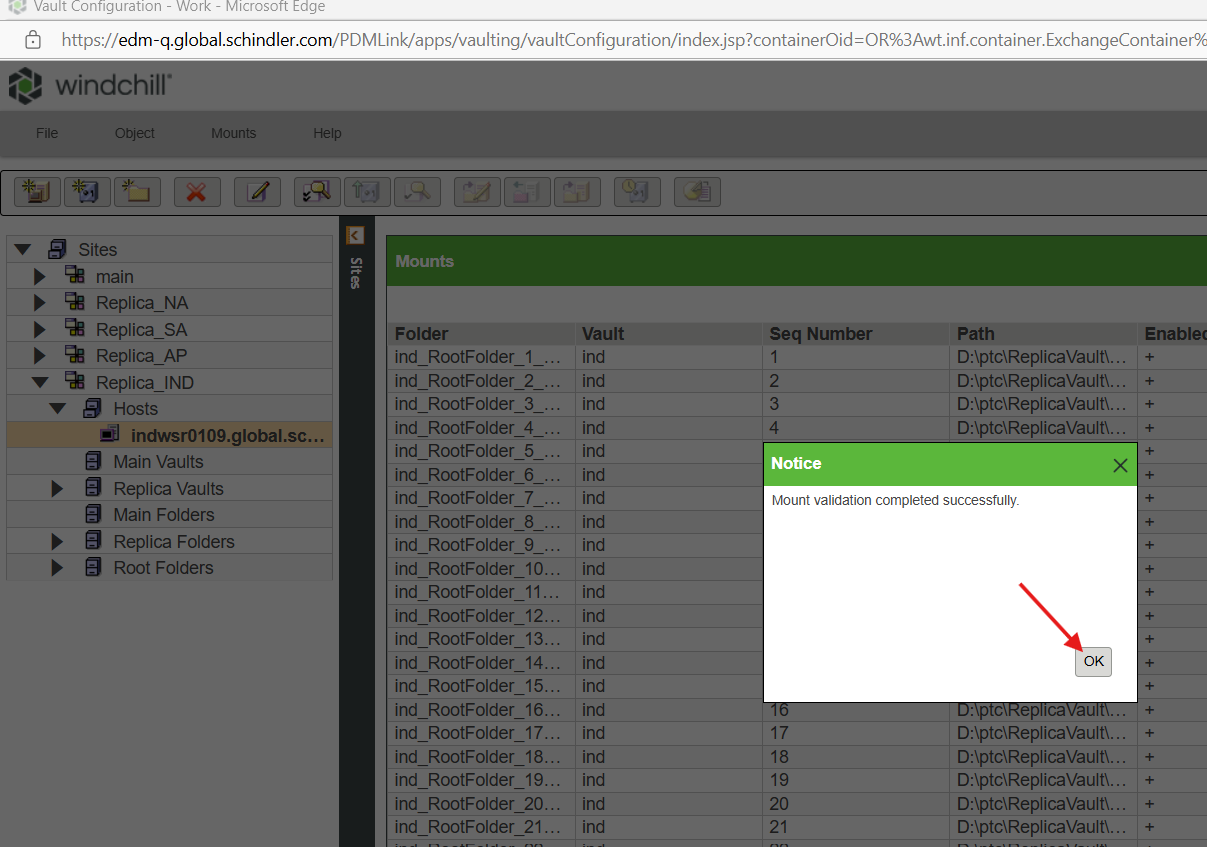 Vault Configuration - Work - Microsoft Edge
https://edm-q.global.schindler.com/PDMLink/apps/vaulting/vaultConfiguration/index.jsp?containerOid=OR%3Awt.inf.container.ExchangeContainer%
windchill
File Object Mounts Help
Sites
main
Replica_NA
Replica_SA
Replica_AP
Replica_IND
Hosts
indwsr0109.global.sc...
Main Vaults
Replica Vaults
Main Folders
Replica Folders
Root Folders
Sites
Mounts
Folder Vault Seq Number Path Enabled
ind_RootFolder_1_... ind 1 D:\ptc\ReplicaVault\... +
ind_RootFolder_2_... ind 2 D:\ptc\ReplicaVault\... +
ind_RootFolder_3_... ind 3 D:\ptc\ReplicaVault\... +
ind_RootFolder_4_... ind 4 D:\ptc\ReplicaVault\... +
ind_RootFolder_5_... ind +
ind_RootFolder_6_... ind +
ind_RootFolder_7_... ind +
ind_RootFolder_8_... ind +
ind_RootFolder_9_... ind +
ind_RootFolder_10... ind +
ind_RootFolder_11... ind +
ind_RootFolder_12... ind +
ind_RootFolder_13... ind +
ind_RootFolder_14... ind +
ind_RootFolder_15... ind +
ind_RootFolder_16... ind 16 D:\ptc\ReplicaVault\... +
ind_RootFolder_17... ind 17 D:\ptc\ReplicaVault\... +
ind_RootFolder_18... ind 18 D:\ptc\ReplicaVault\... +
ind_RootFolder_19... ind 19 D:\ptc\ReplicaVault\... +
ind_RootFolder_20... ind 20 D:\ptc\ReplicaVault\... +
ind_RootFolder_21... ind 21 D:\ptc\ReplicaVault\... +
Notice
Mount validation completed successfully.
OK